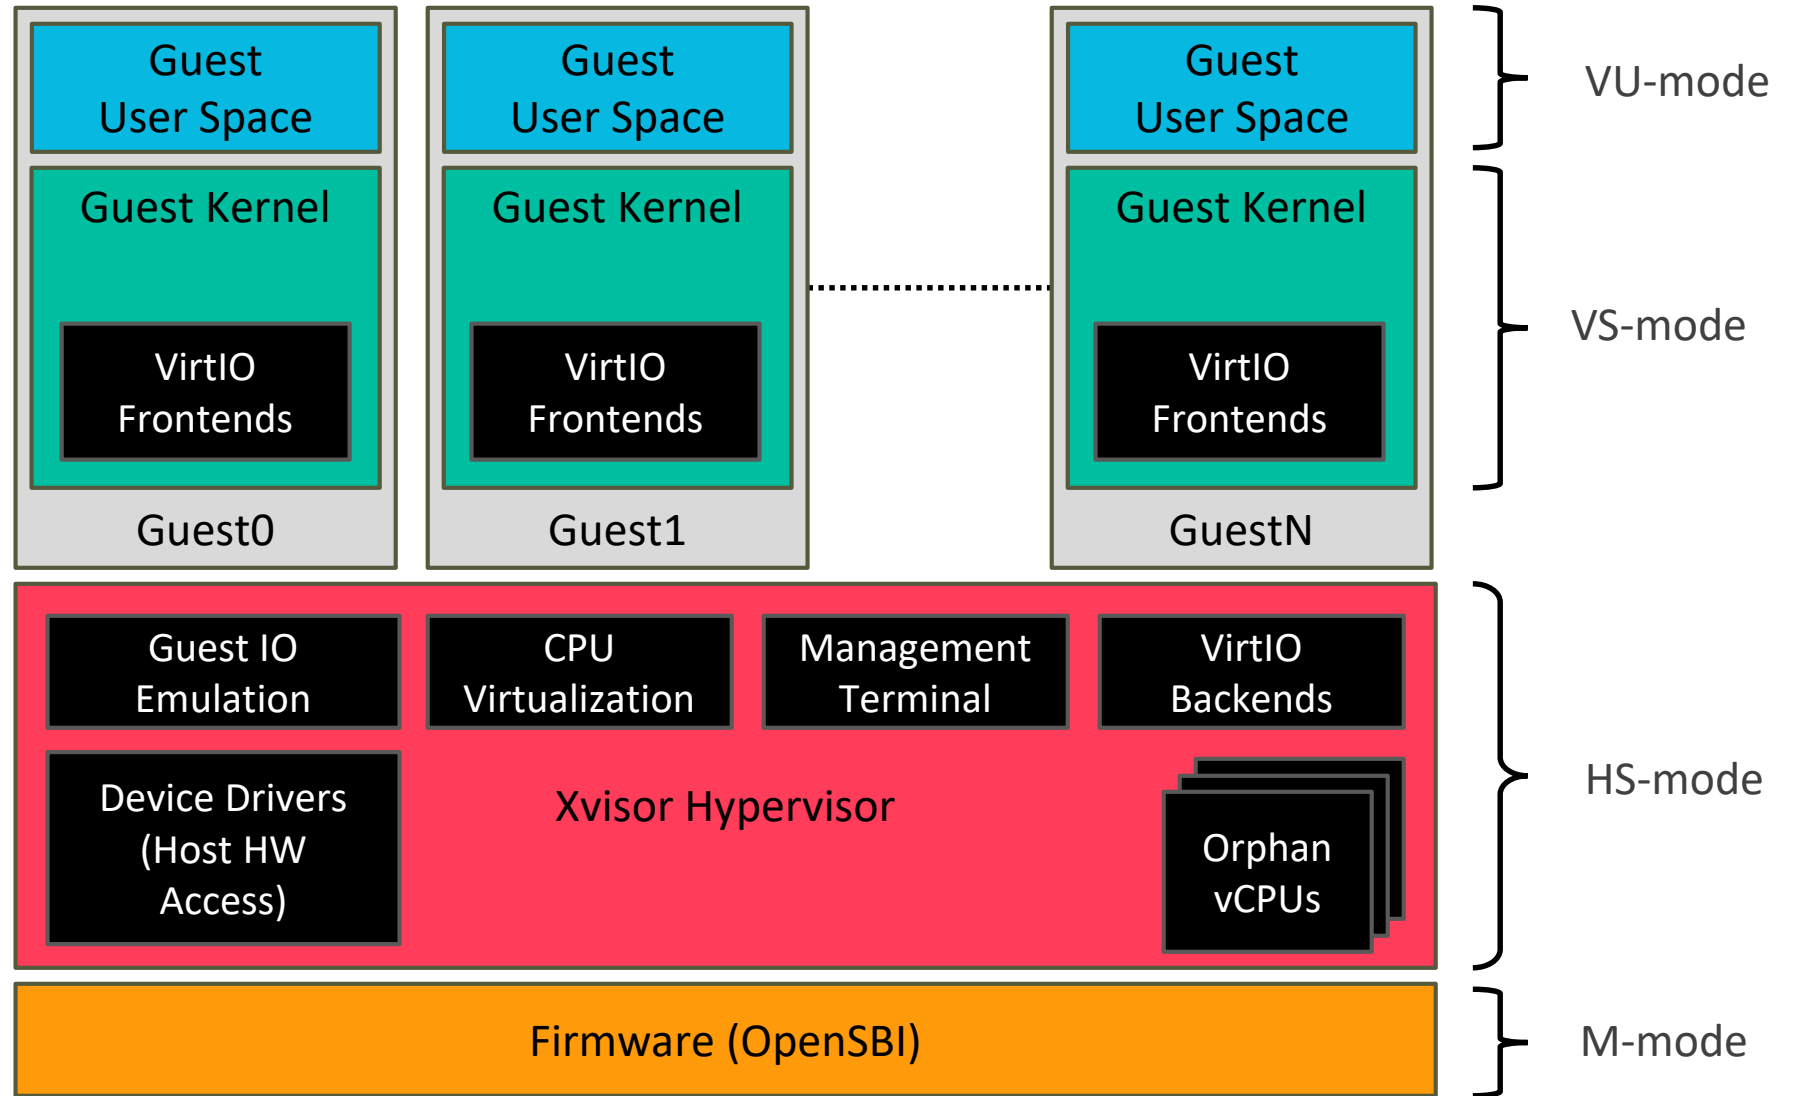 Guest
User Space
Guest
User Space
Guest
User Space
VU-mode
Guest Kernel
Guest Kernel
Guest Kernel
VirtIO
Frontends
VirtIO
Frontends
VirtIO
Frontends
VS-mode
Guest0
Guest1
GuestN
Guest IO
Emulation
CPU
Virtualization
Management
Terminal
VirtIO
Backends
Device Drivers
(Host HW
Access)
Xvisor Hypervisor
Orphan
vCPUs
HS-mode
Firmware (OpenSBI)
M-mode